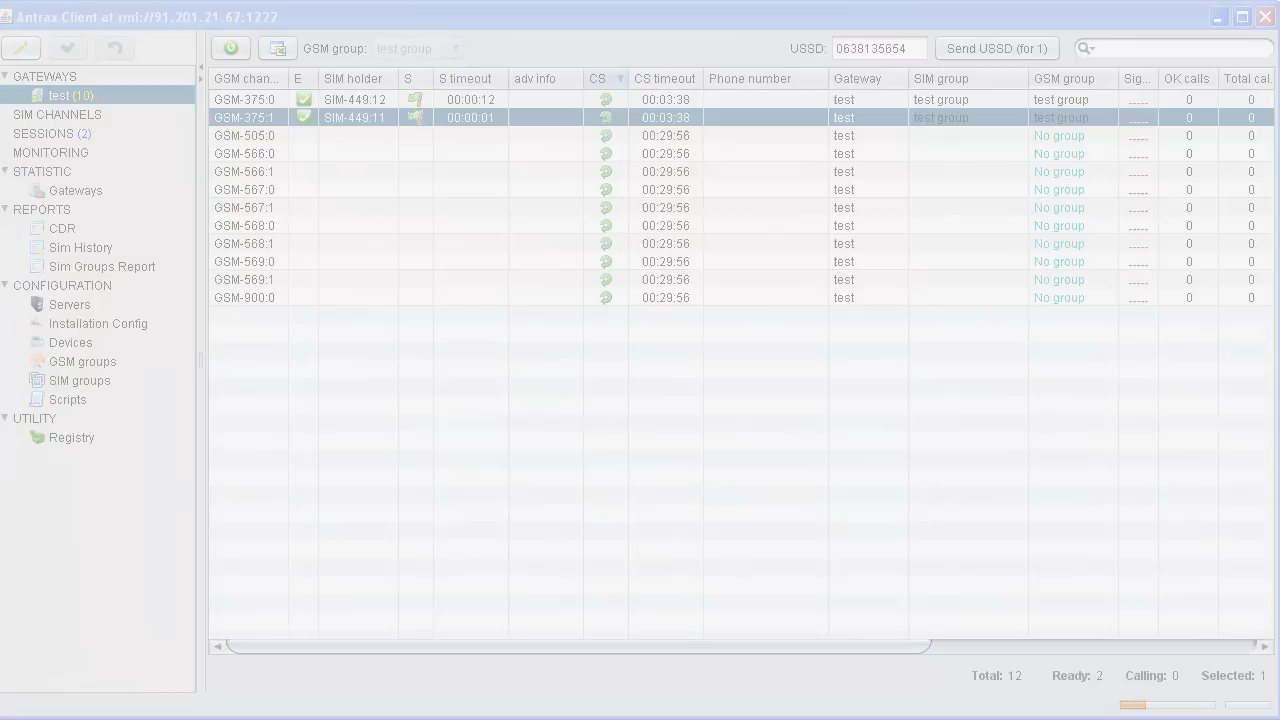 Antrax Client at rmi://91.201.21.67:1222
GSM group: test group USSD: 0638135654 Send USSD (for 1)
GATEWAYS
test (10)
SIM CHANNELS
SESSIONS (2)
MONITORING
STATISTIC
Gateways
REPORTS
CDR
Sim History
Sim Groups Report
CONFIGURATION
Servers
Installation Config
Devices
GSM groups
SIM groups
Scripts
UTILITY
Registry
GSM chan... E SIM holder S S timeout adv info CS CS timeout Phone number Gateway SIM group GSM group Sig... OK calls Total cal.
GSM-375:0 SIM-449:12 00:00:12 00:03:38 test test group test group ----- 0 0
GSM-375:1 SIM-449:11 00:00:01 00:03:38 test test group test group ----- 0 0
GSM-505:0 00:29:56 test No group ----- 0 0
GSM-566:0 00:29:56 test No group ----- 0 0
GSM-566:1 00:29:56 test No group ----- 0 0
GSM-567:0 00:29:56 test No group ----- 0 0
GSM-567:1 00:29:56 test No group ----- 0 0
GSM-568:0 00:29:56 test No group ----- 0 0
GSM-568:1 00:29:56 test No group ----- 0 0
GSM-569:0 00:29:56 test No group ----- 0 0
GSM-569:1 00:29:56 test No group ----- 0 0
GSM-900:0 00:29:56 test No group ----- 0 0
Total: 12 Ready: 2 Calling: 0 Selected: 1